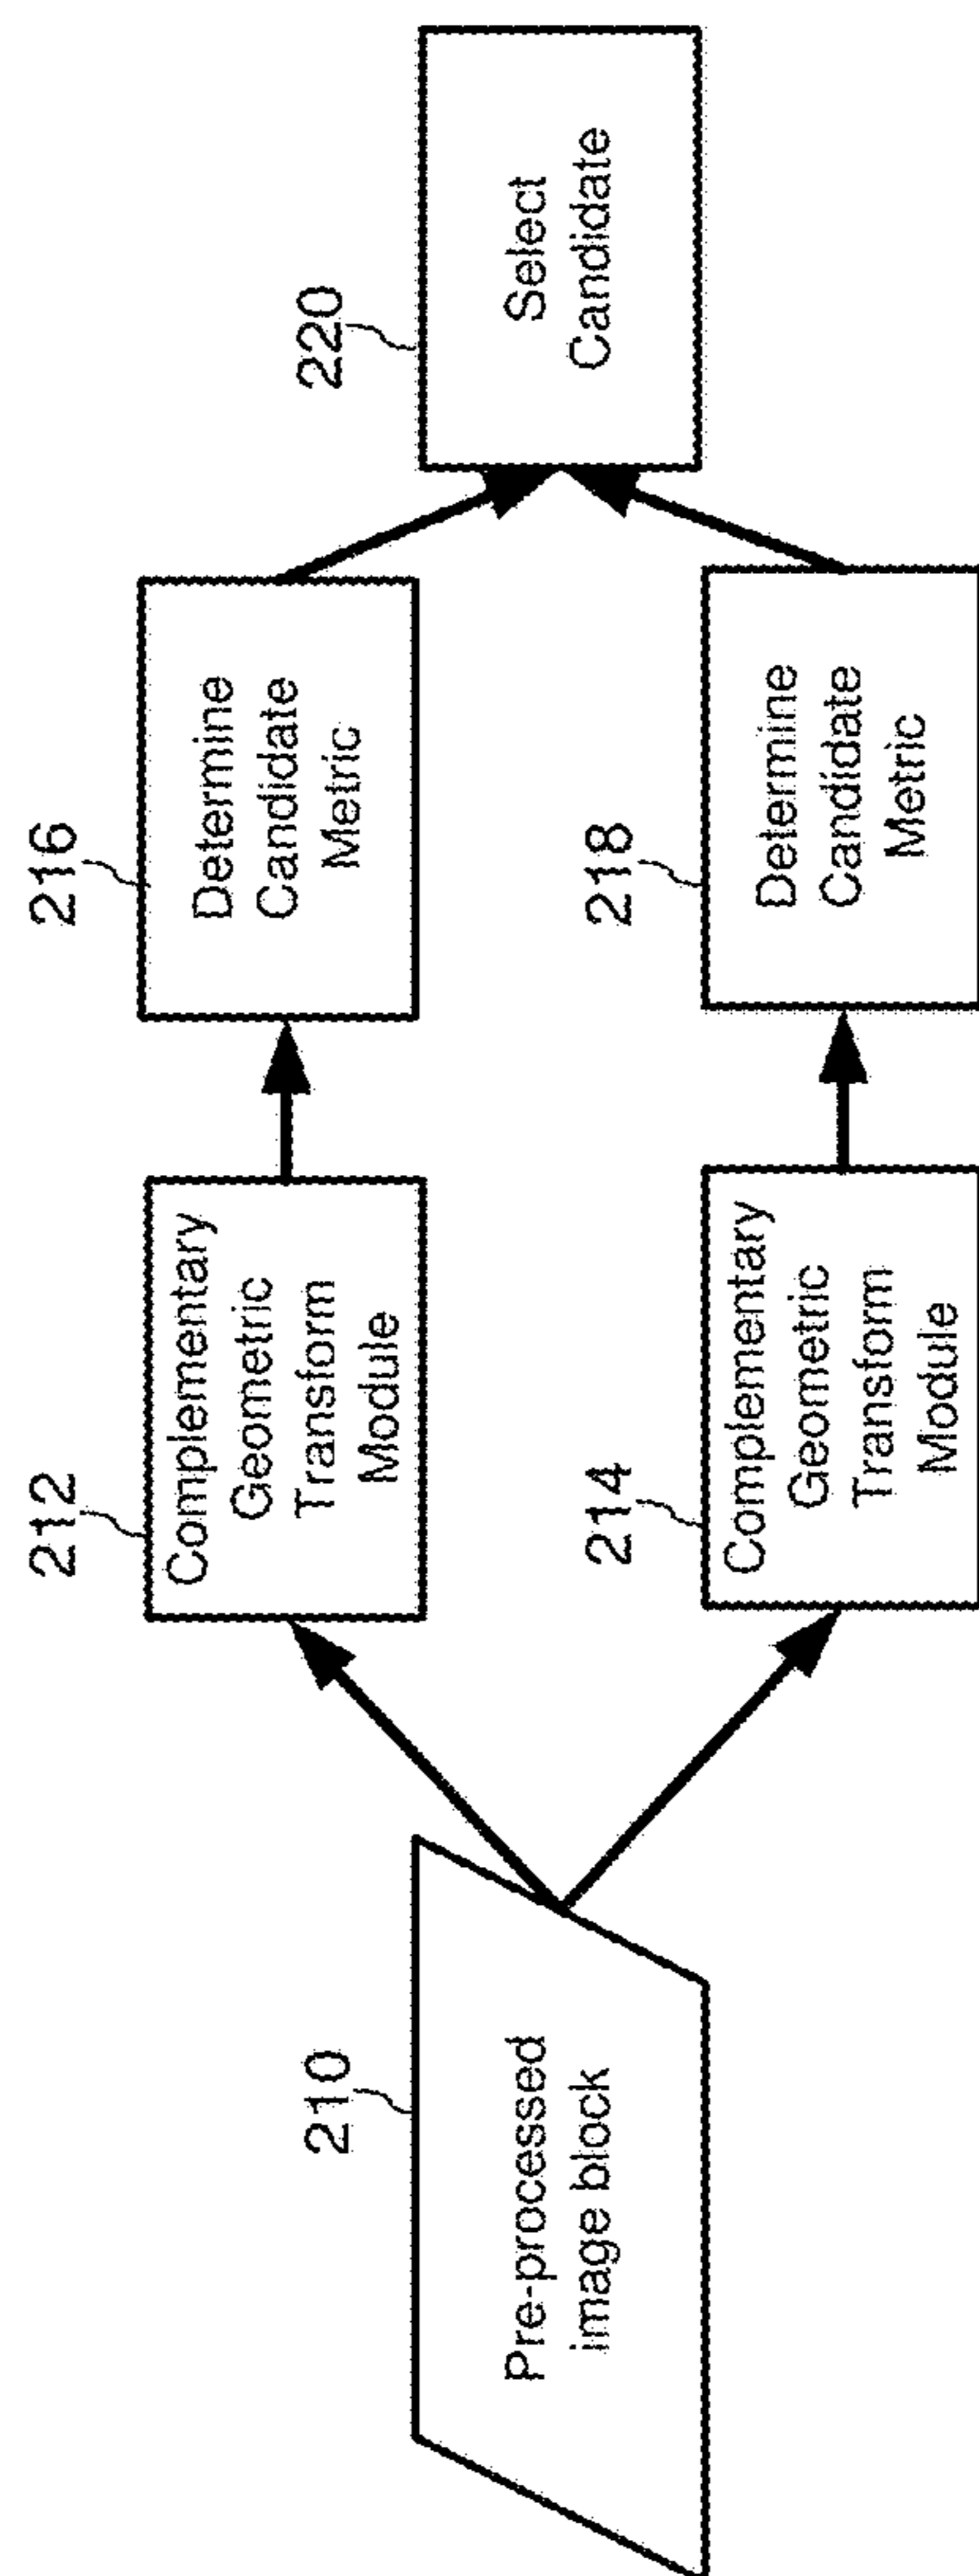 210
Pre-processed
image block
212
Complementary
Geometric
Transform
Module
214
Complementary
Geometric
Transform
Module
216
Determine
Candidate
Metric
218
Determine
Candidate
Metric
220
Select
Candidate